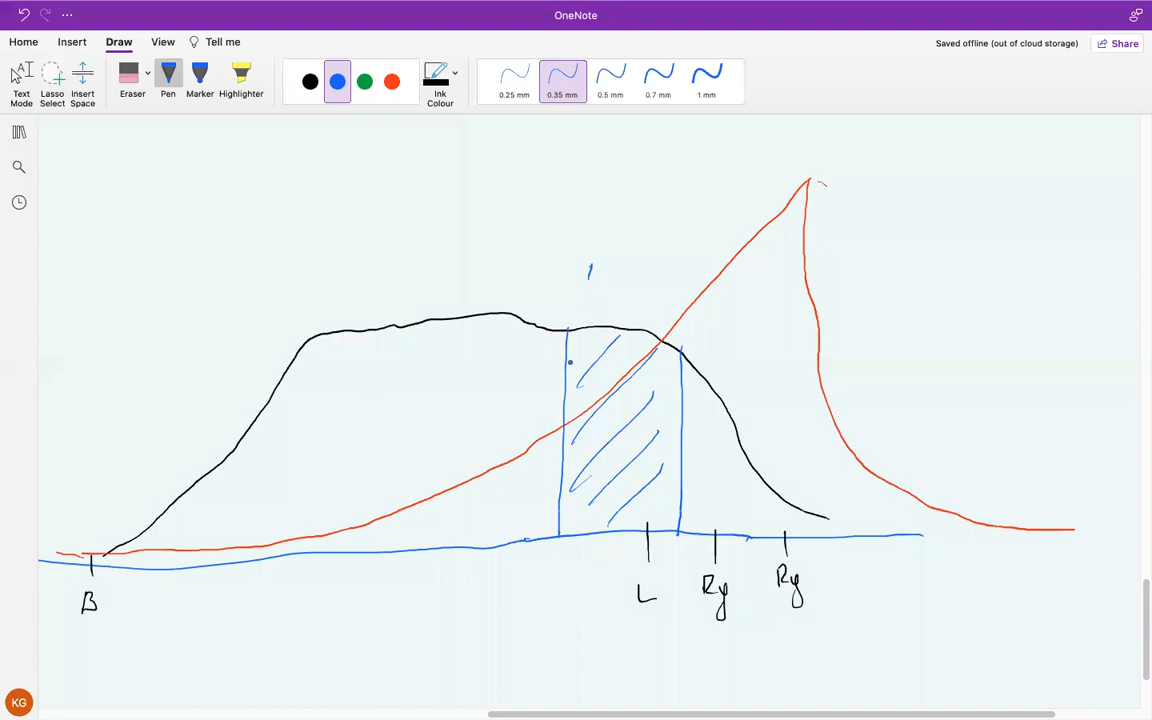 OneNote
Home Insert Draw View Tell me
Saved offline (out of cloud storage) Share
Text Mode
Lasso Select
Insert Space
Eraser
Pen
Marker
Highlighter
Ink Colour
0.25 mm 0.35 mm 0.5 mm 0.7 mm 1 mm
B L Ry Ry
KG